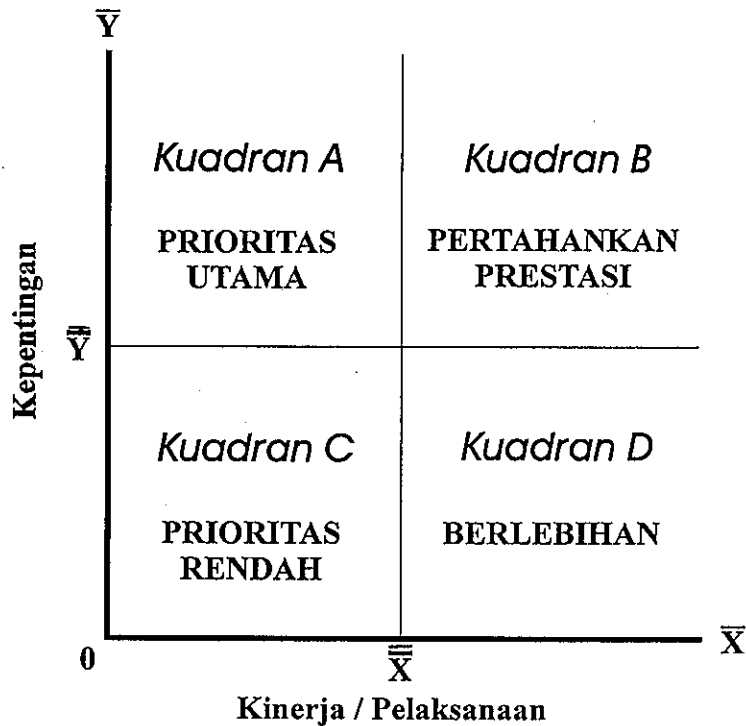 Y̅
Kuadran A
Kuadran B
PRIORITAS
UTAMA
PERTAHANKAN
PRESTASI
Kepentingan
Y̿
Kuadran C
Kuadran D
PRIORITAS
RENDAH
BERLEBIHAN
0
X̿
X̅
Kinerja / Pelaksanaan